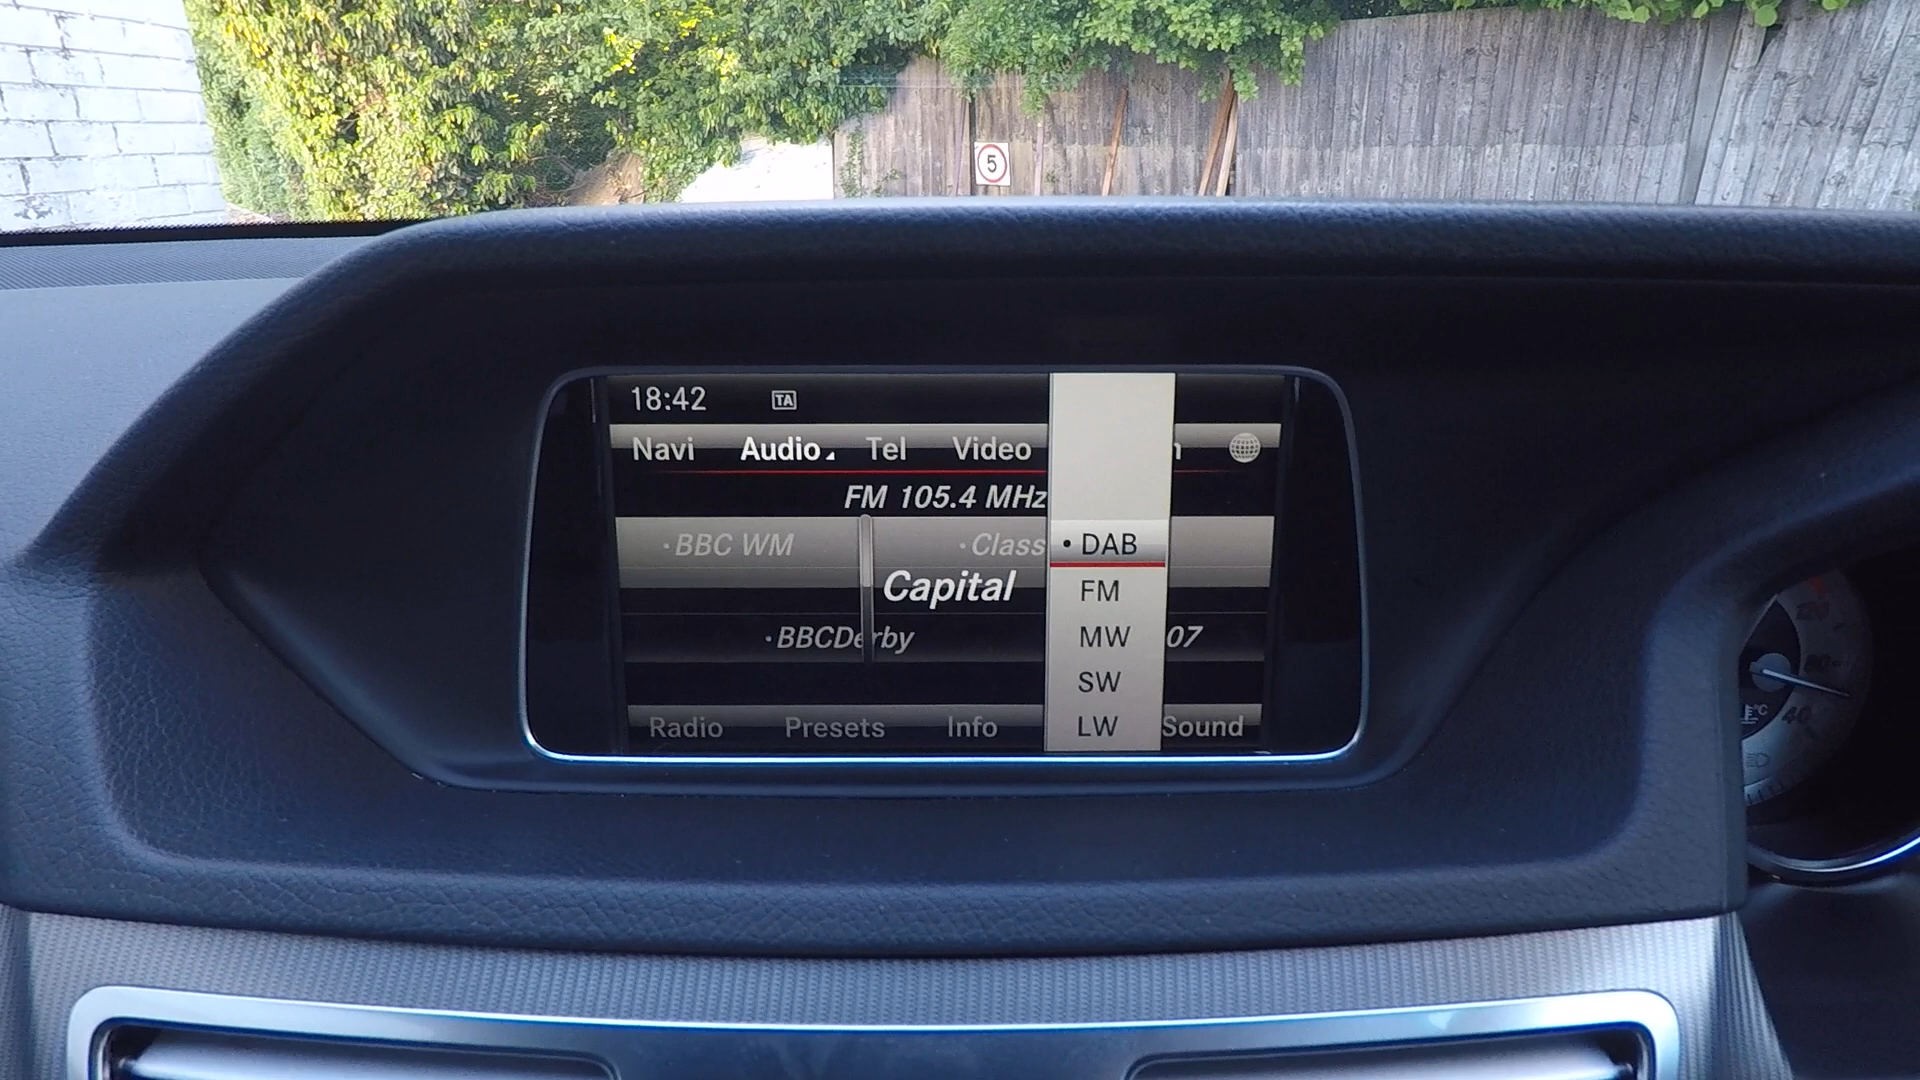 5
18:42 TA
Navi Audio Tel Video
FM 105.4 MHz
•BBC WM •Class • DAB
Capital FM
•BBCDerby MW 07
SW
Radio Presets Info LW Sound
40
°C